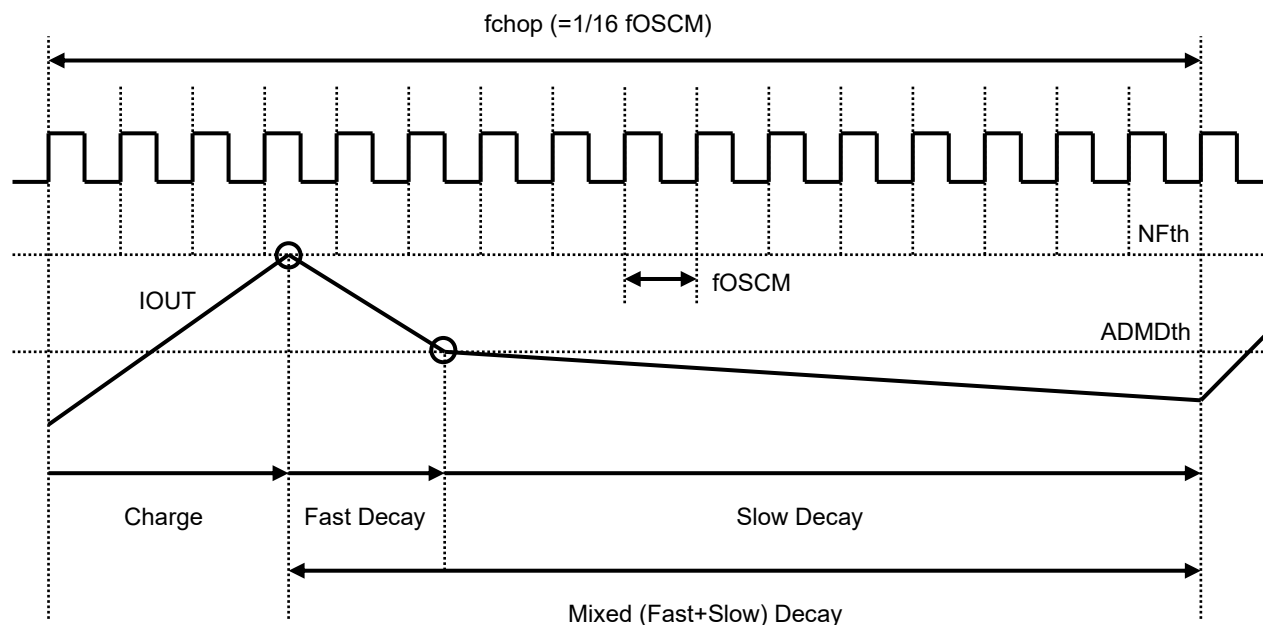 fchop (=1/16 fOSCM)
NFth
fOSCM
IOUT
ADMDth
Charge
Fast Decay
Slow Decay
Mixed (Fast+Slow) Decay